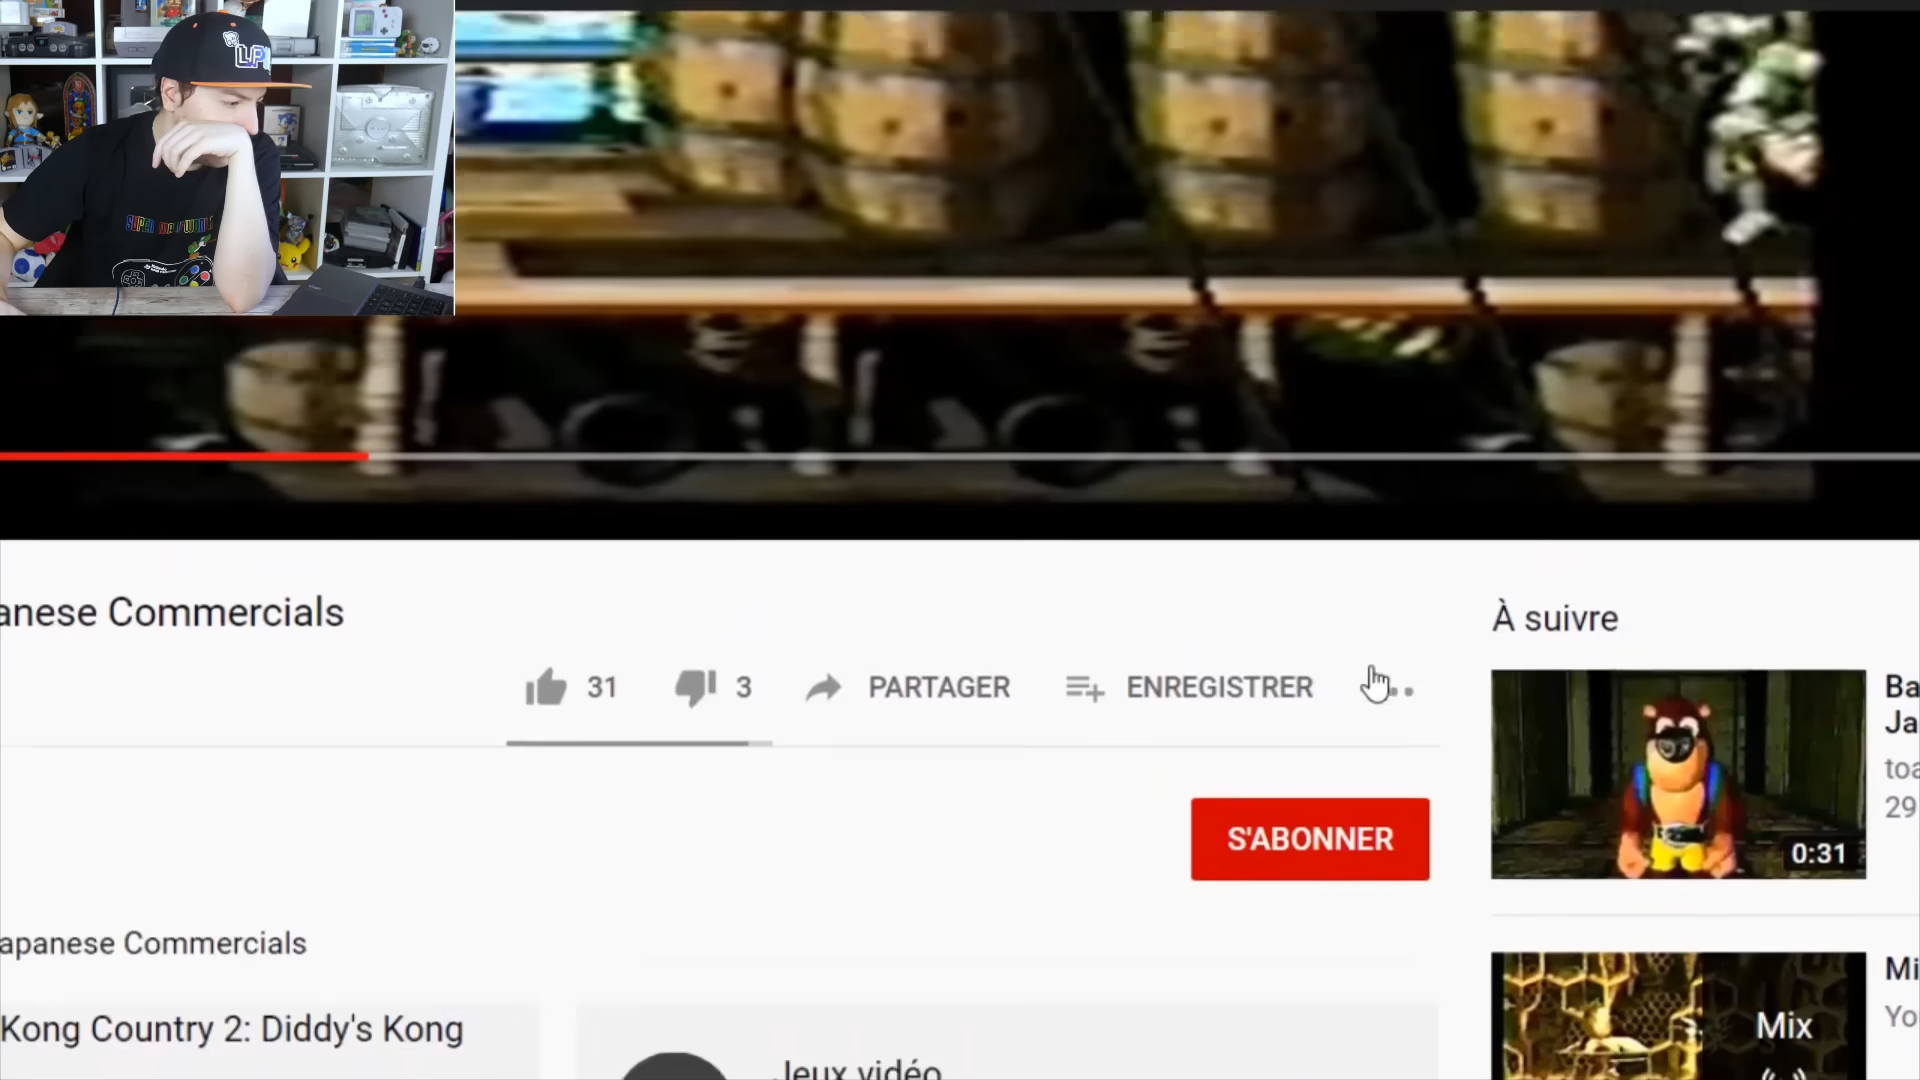 LP
anese Commercials
À suivre
31
3
PARTAGER
ENREGISTRER
Ba
Ja
toa
29
0:31
S'ABONNER
apanese Commercials
Mi
Yo
Mix
Kong Country 2: Diddy's Kong
Jeux vidéo